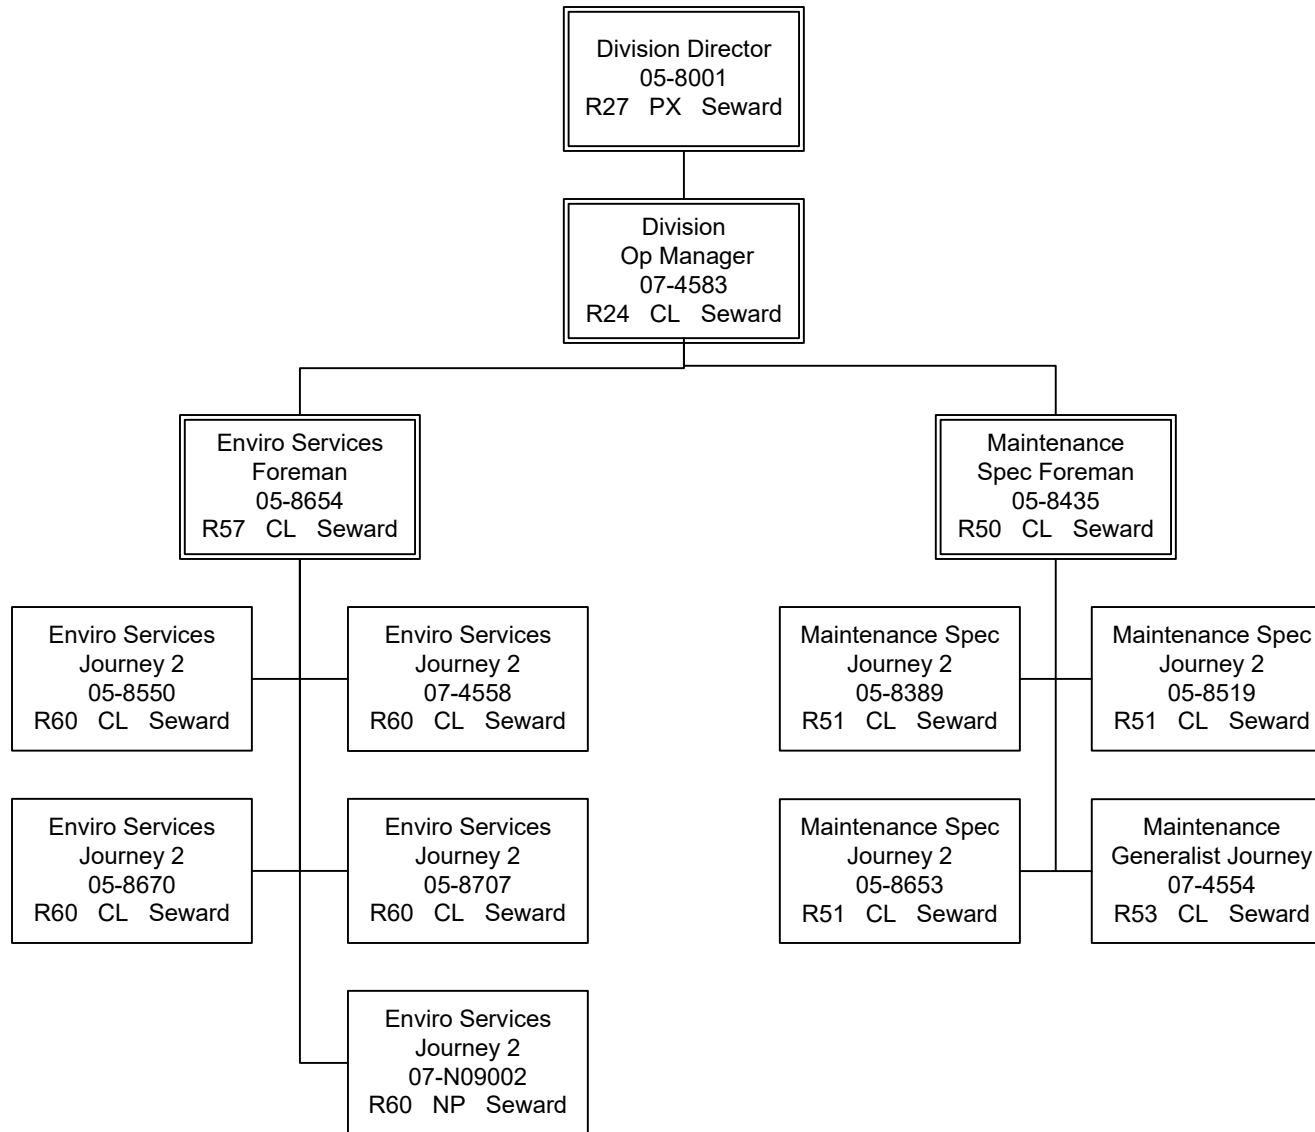 Division Director
05-8001
R27 PX Seward
Division
Op Manager
07-4583
R24 CL Seward
Enviro Services
Foreman
05-8654
R57 CL Seward
Maintenance
Spec Foreman
05-8435
R50 CL Seward
Enviro Services
Journey 2
05-8550
R60 CL Seward
Enviro Services
Journey 2
07-4558
R60 CL Seward
Maintenance Spec
Journey 2
05-8389
R51 CL Seward
Maintenance Spec
Journey 2
05-8519
R51 CL Seward
Enviro Services
Journey 2
05-8670
R60 CL Seward
Enviro Services
Journey 2
05-8707
R60 CL Seward
Maintenance Spec
Journey 2
05-8653
R51 CL Seward
Maintenance
Generalist Journey
07-4554
R53 CL Seward
Enviro Services
Journey 2
07-N09002
R60 NP Seward